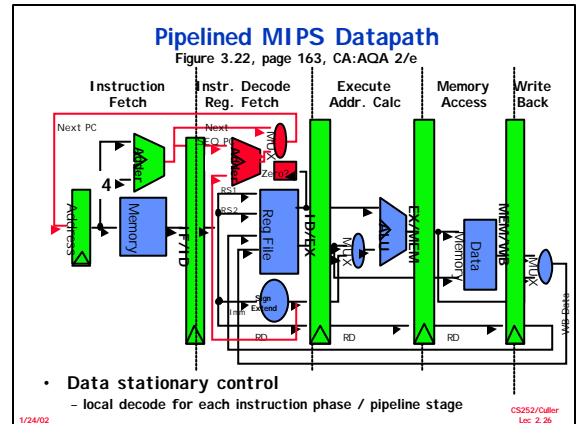 Pipelined MIPS Datapath
Figure 3.22, page 163, CA:AQA 2/e
Instruction Fetch
Instr. Decode Reg. Fetch
Execute Addr. Calc
Memory Access
Write Back
Next PC
Next SEQ PC
Adder
Adder
MUX
Zero?
4
RS1
RS2
Address
Memory
IF/ID
Reg File
ID/EX
MUX
ALU
EX/MEM
Data Memory
MEM/WB
MUX
Sign Extend
Imm
WB Data
RD
RD
RD
• Data stationary control
– local decode for each instruction phase / pipeline stage
1/24/02
CS252/Culler
Lec 2.26